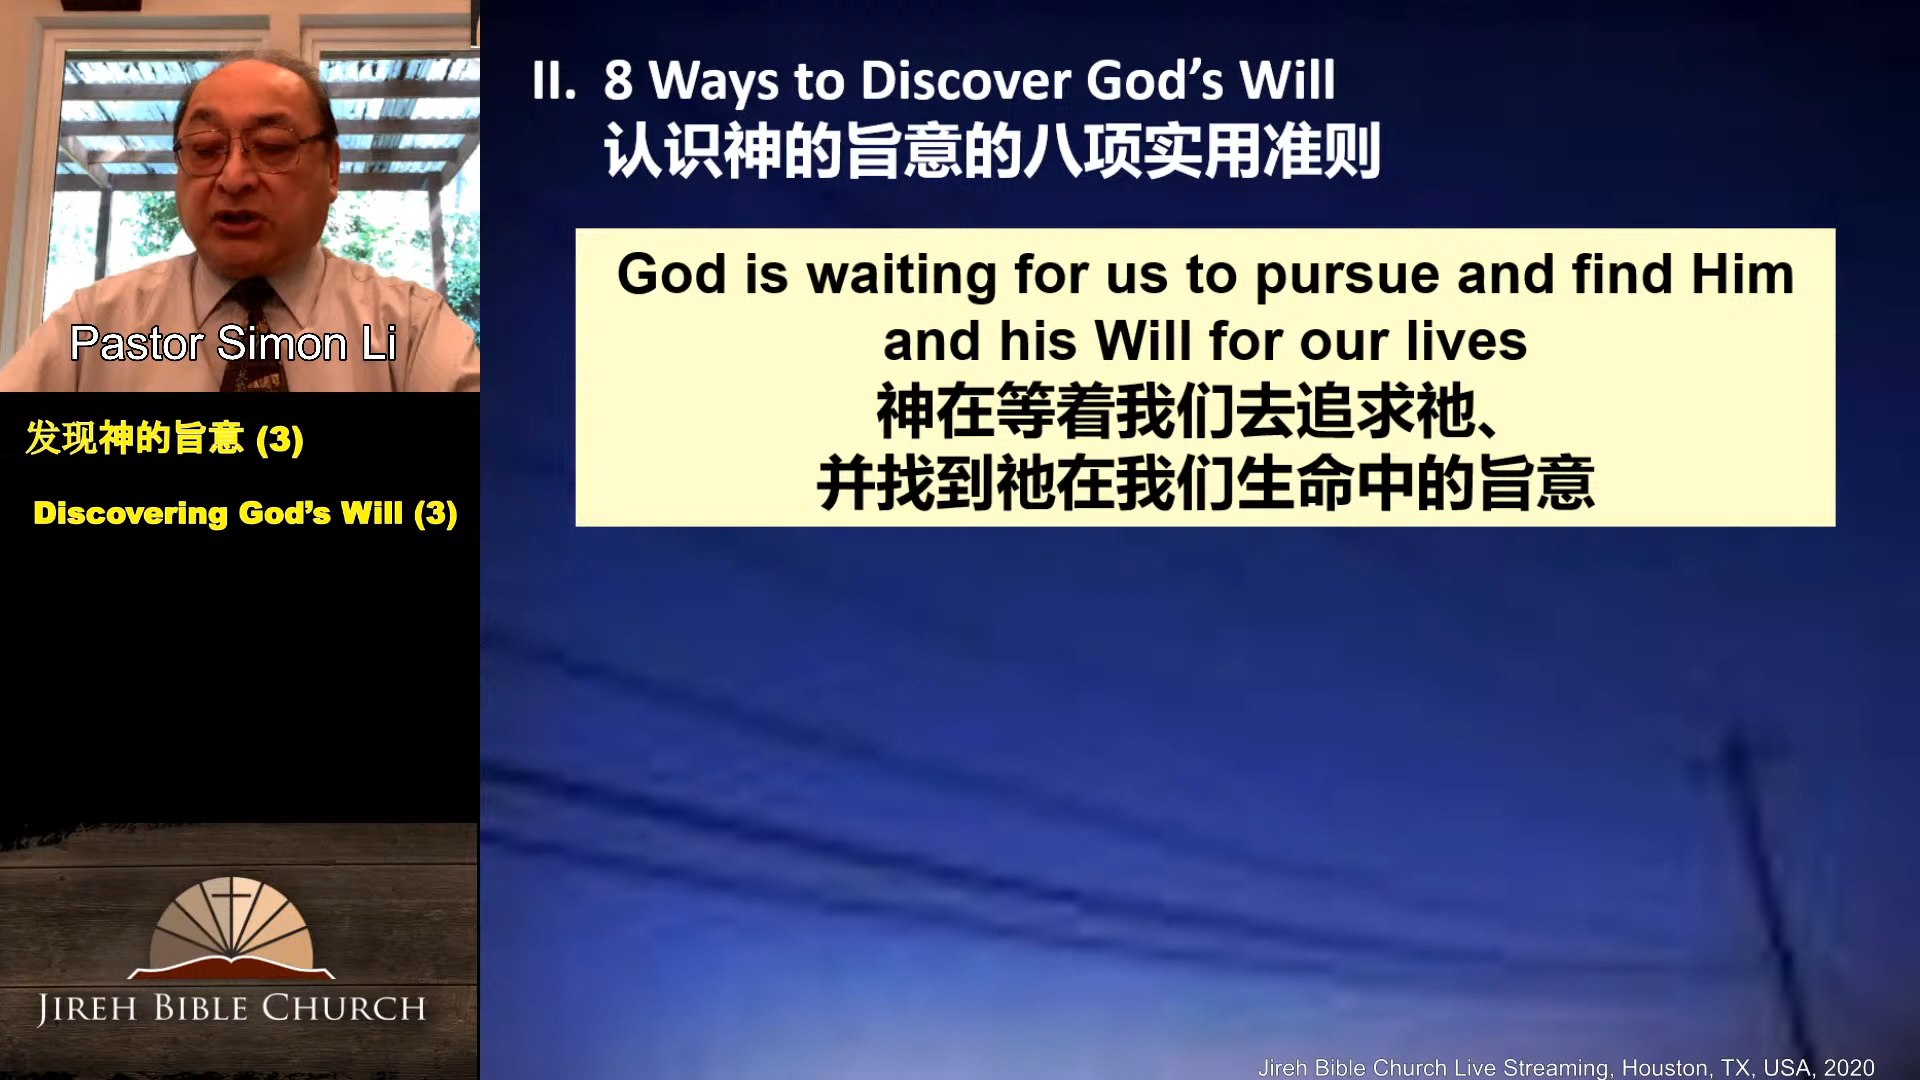 Pastor Simon Li
发现神的旨意 (3)
Discovering God’s Will (3)
JIREH BIBLE CHURCH
II. 8 Ways to Discover God’s Will
认识神的旨意的八项实用准则
God is waiting for us to pursue and find Him
and his Will for our lives
神在等着我们去追求祂、
并找到祂在我们生命中的旨意
Jireh Bible Church Live Streaming, Houston, TX, USA, 2020